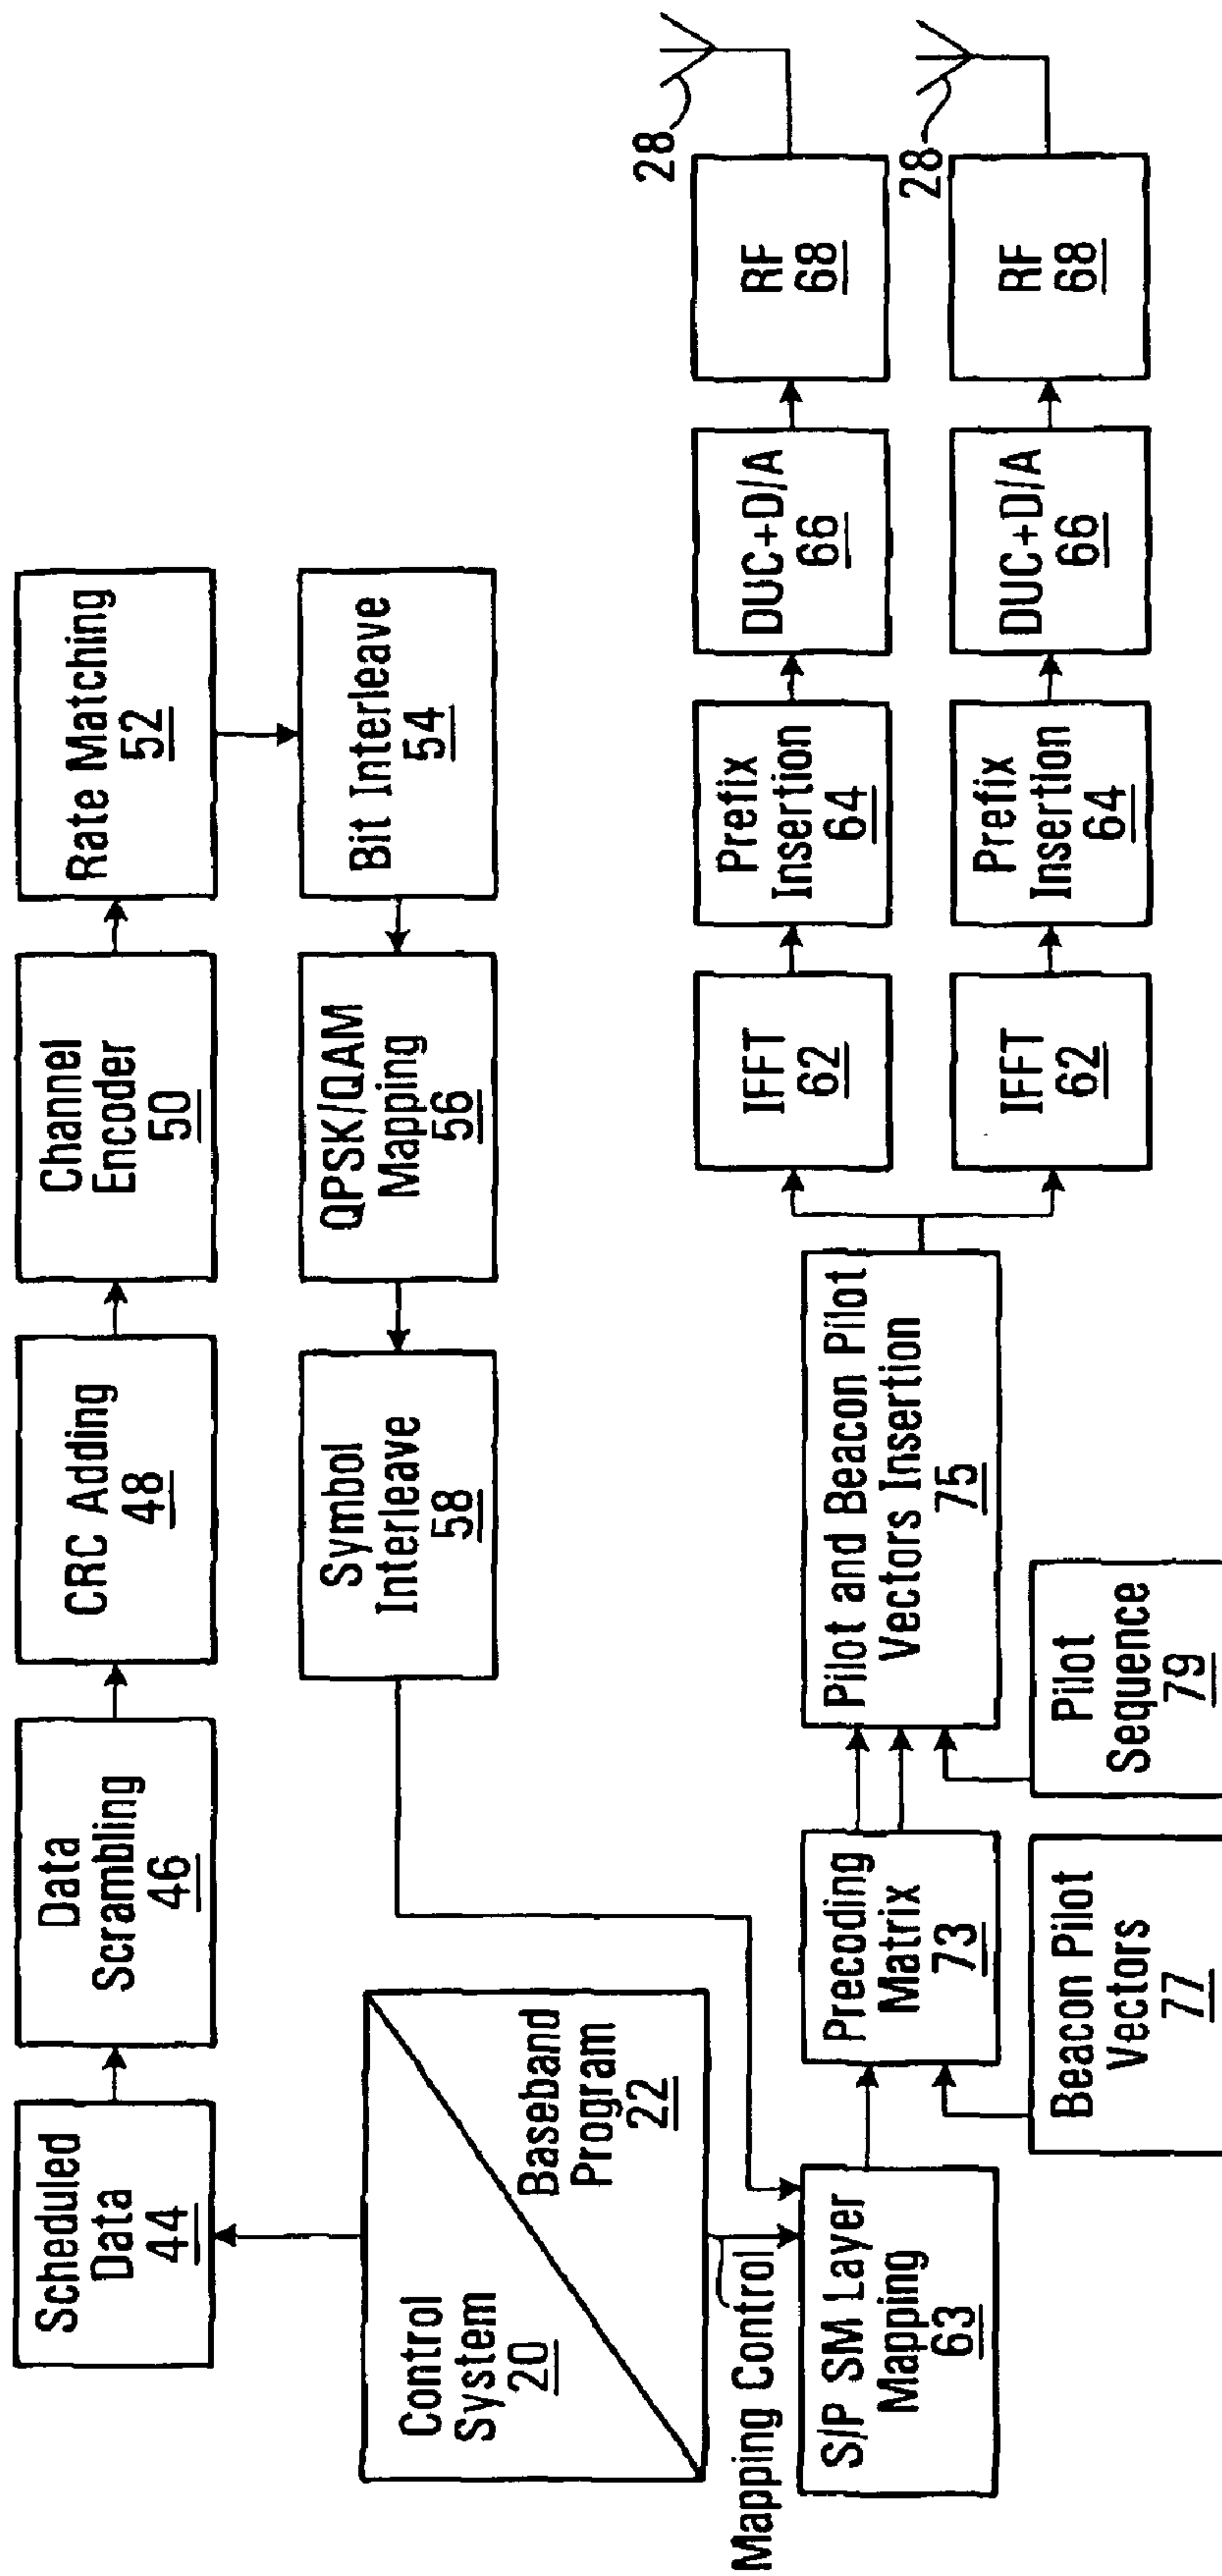 Scheduled
Data
44
Data
Scrambling
46
CRC Adding
48
Channel
Encoder
50
Rate Matching
52
Control
System
20
Baseband
Program
22
Symbol
Interleave
58
QPSK/QAM
Mapping
56
Bit Interleave
54
Mapping Control
S/P SM Layer
Mapping
63
Precoding
Matrix
73
Pilot and Beacon Pilot
Vectors Insertion
75
IFFT
62
Prefix
Insertion
64
DUC+D/A
66
RF
68
28
IFFT
62
Prefix
Insertion
64
DUC+D/A
66
RF
68
28
Beacon Pilot
Vectors
77
Pilot
Sequence
79